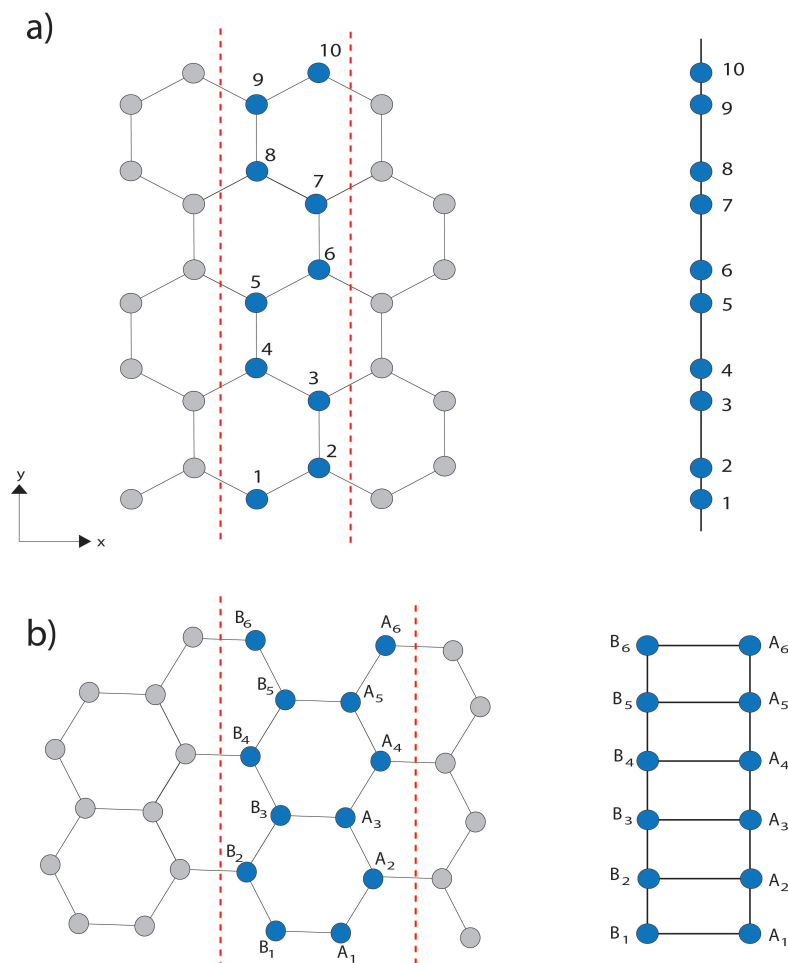 a)
10
9
8
7
6
5
4
3
2
1
y
x
10
9
8
7
6
5
4
3
2
1
b)
B₆ A₆
B₅ A₅
B₄ A₄
B₃ A₃
B₂ A₂
B₁ A₁
B₆ A₆
B₅ A₅
B₄ A₄
B₃ A₃
B₂ A₂
B₁ A₁